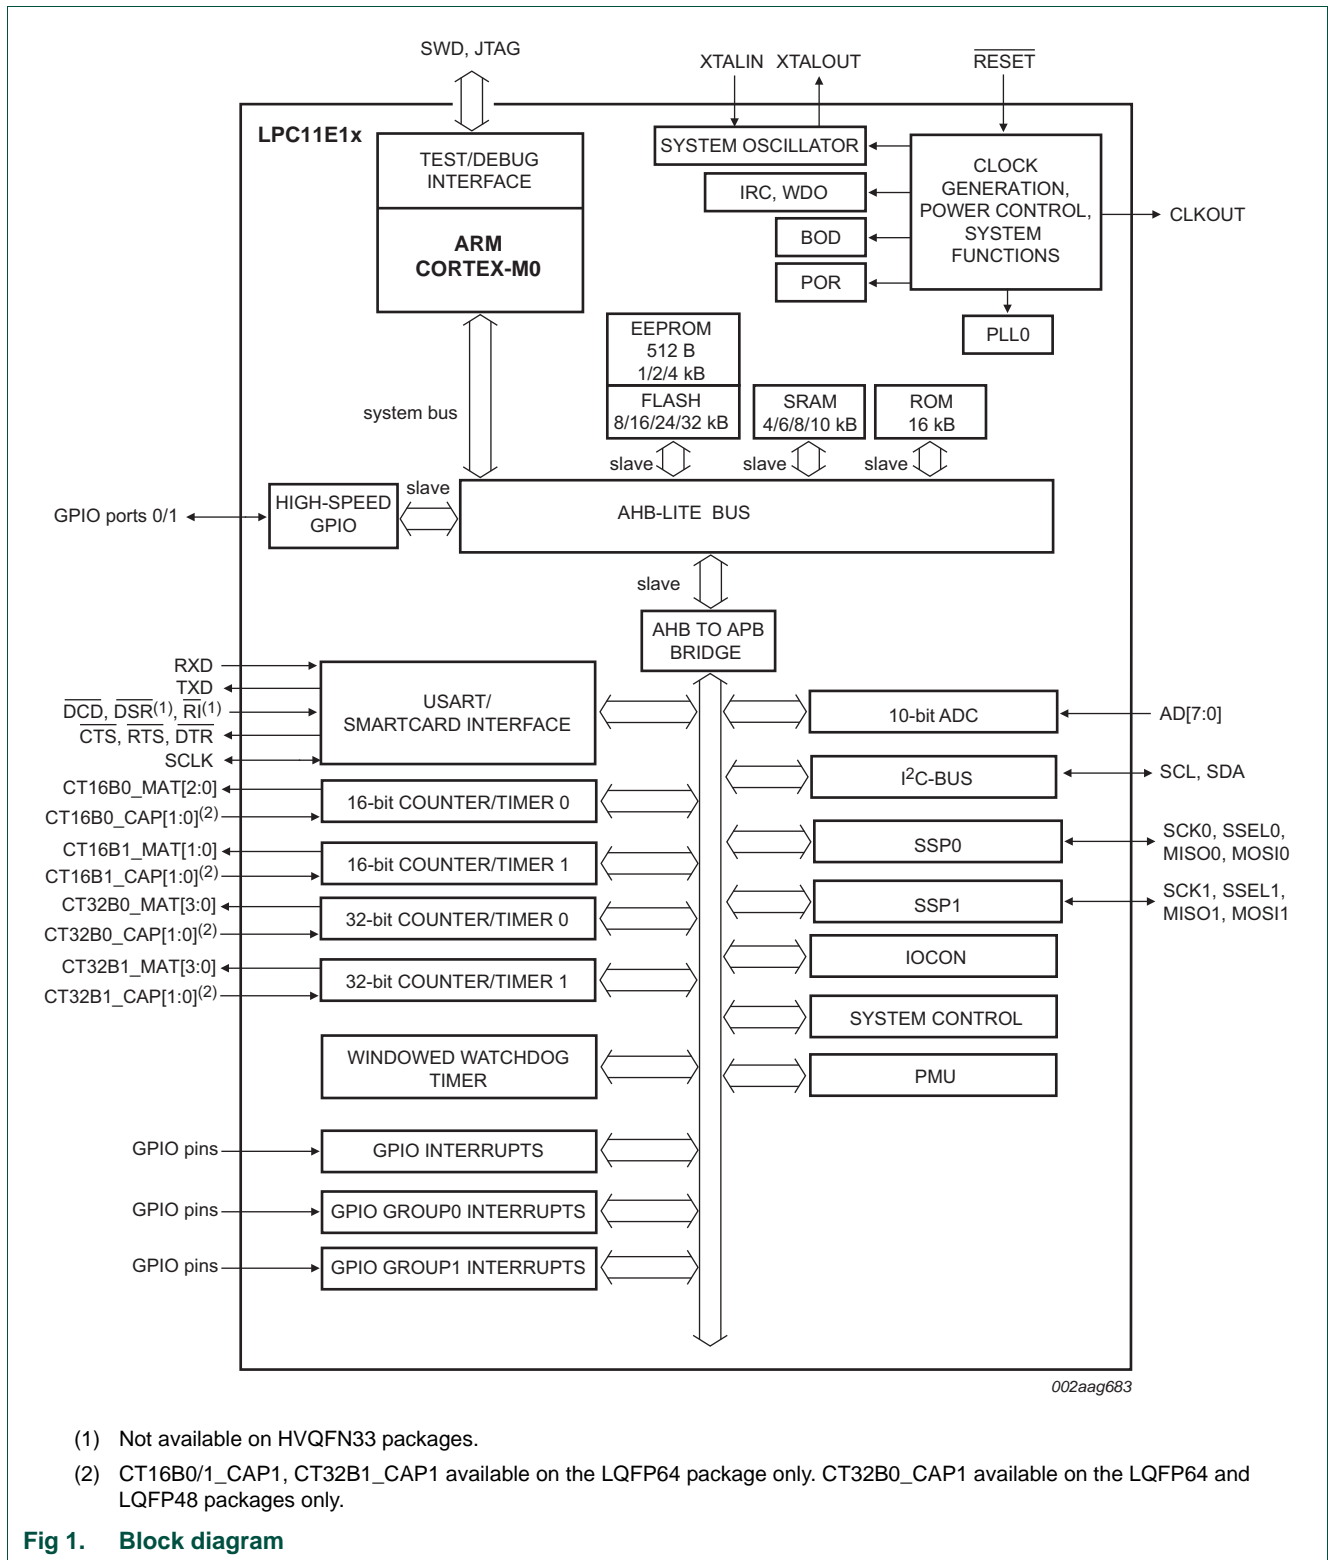 SWD, JTAG
XTALIN XTALOUT
RESET
LPC11E1x
TEST/DEBUG
INTERFACE
ARM
CORTEX-M0
SYSTEM OSCILLATOR
IRC, WDO
BOD
POR
CLOCK
GENERATION,
POWER CONTROL,
SYSTEM
FUNCTIONS
CLKOUT
PLL0
EEPROM
512 B
1/2/4 kB
FLASH
8/16/24/32 kB
SRAM
4/6/8/10 kB
ROM
16 kB
system bus
slave
slave
slave
slave
GPIO ports 0/1
HIGH-SPEED
GPIO
AHB-LITE BUS
slave
AHB TO APB
BRIDGE
RXD
TXD
DCD, DSR(1), RI(1)
CTS, RTS, DTR
SCLK
USART/
SMARTCARD INTERFACE
10-bit ADC
AD[7:0]
CT16B0_MAT[2:0]
CT16B0_CAP[1:0](2)
16-bit COUNTER/TIMER 0
I2C-BUS
SCL, SDA
CT16B1_MAT[1:0]
CT16B1_CAP[1:0](2)
16-bit COUNTER/TIMER 1
SSP0
SCK0, SSEL0,
MISO0, MOSI0
CT32B0_MAT[3:0]
CT32B0_CAP[1:0](2)
32-bit COUNTER/TIMER 0
SSP1
SCK1, SSEL1,
MISO1, MOSI1
CT32B1_MAT[3:0]
CT32B1_CAP[1:0](2)
32-bit COUNTER/TIMER 1
IOCON
SYSTEM CONTROL
WINDOWED WATCHDOG
TIMER
PMU
GPIO pins
GPIO INTERRUPTS
GPIO pins
GPIO GROUP0 INTERRUPTS
GPIO pins
GPIO GROUP1 INTERRUPTS
002aag683
(1) Not available on HVQFN33 packages.
(2) CT16B0/1_CAP1, CT32B1_CAP1 available on the LQFP64 package only. CT32B0_CAP1 available on the LQFP64 and
LQFP48 packages only.
Fig 1. Block diagram